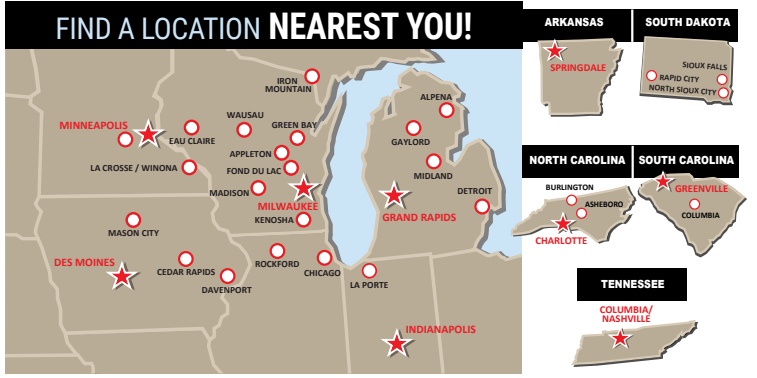 FIND A LOCATION NEAREST YOU!
IRON
MOUNTAIN
ALPENA
WAUSAU
MINNEAPOLIS
GREEN BAY
EAU CLAIRE
GAYLORD
APPLETON
LA CROSSE / WINONA
FOND DU LAC
MIDLAND
MADISON
DETROIT
MILWAUKEE
GRAND RAPIDS
KENOSHA
MASON CITY
DES MOINES
CEDAR RAPIDS
ROCKFORD
CHICAGO
DAVENPORT
LA PORTE
INDIANAPOLIS
ARKANSAS
SPRINGDALE
SOUTH DAKOTA
SIOUX FALLS
RAPID CITY
NORTH SIOUX CITY
NORTH CAROLINA
BURLINGTON
ASHEBORO
CHARLOTTE
SOUTH CAROLINA
GREENVILLE
COLUMBIA
TENNESSEE
COLUMBIA/
NASHVILLE